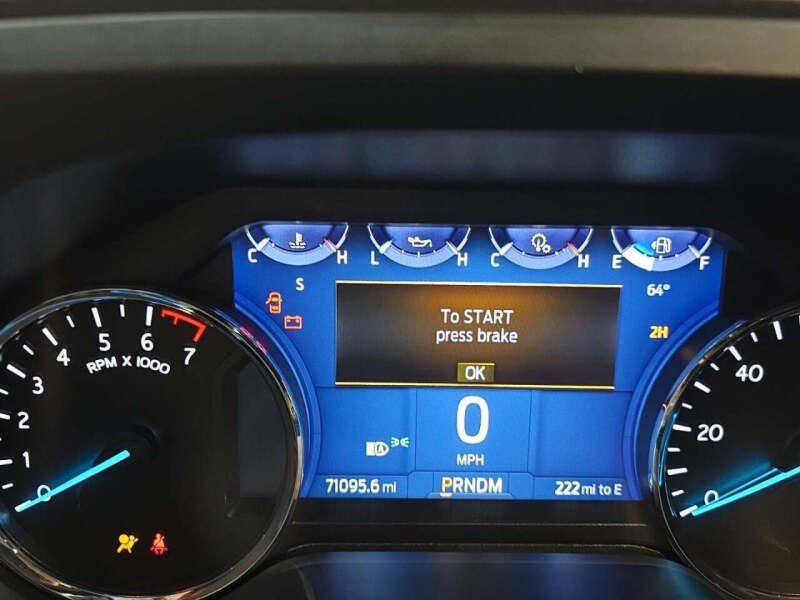 C H L H C H E F
S 64°
To START
press brake
2H
OK
0
MPH
A
71095.6 mi PRNDM 222 mi to E
0 1 2 3 4 5 6 7
RPM X 1000
0 20 40